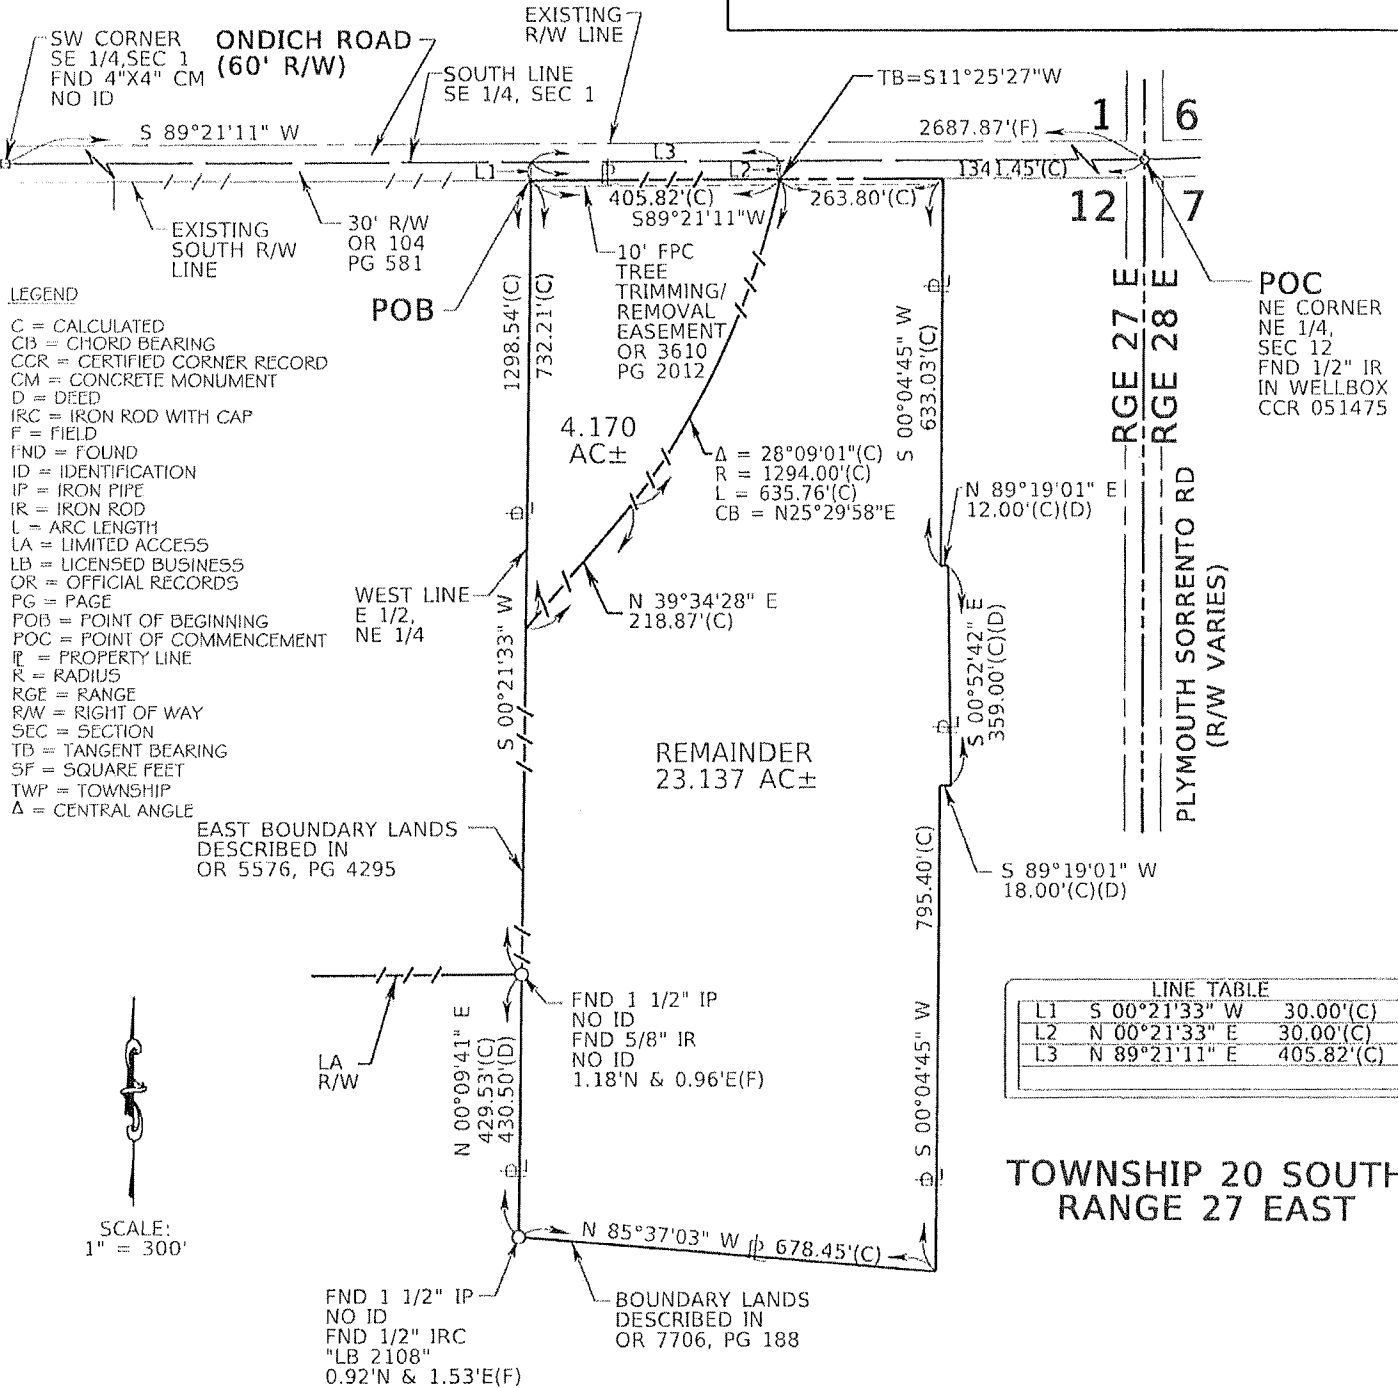 SW CORNER
SE 1/4,SEC 1
FND 4"X4" CM
NO ID
ONDICH ROAD
(60' R/W)
EXISTING
R/W LINE
SOUTH LINE
SE 1/4, SEC 1
TB=S11°25'27"W
1
6
12
7
S 89°21'11" W
2687.87'(F)
1341.45'(C)
L1
L3
L2
405.82'(C)
S89°21'11"W
263.80'(C)
EXISTING
SOUTH R/W
LINE
30' R/W
OR 104
PG 581
POB
10' FPC
TREE
TRIMMING/
REMOVAL
EASEMENT
OR 3610
PG 2012
POC
NE CORNER
NE 1/4,
SEC 12
FND 1/2" IR
IN WELLBOX
CCR 051475
RGE 27 E
RGE 28 E
PLYMOUTH SORRENTO RD
(R/W VARIES)
LEGEND
C = CALCULATED
CB = CHORD BEARING
CCR = CERTIFIED CORNER RECORD
CM = CONCRETE MONUMENT
D = DEED
IRC = IRON ROD WITH CAP
F = FIELD
FND = FOUND
ID = IDENTIFICATION
IP = IRON PIPE
IR = IRON ROD
L = ARC LENGTH
LA = LIMITED ACCESS
LB = LICENSED BUSINESS
OR = OFFICIAL RECORDS
PG = PAGE
POB = POINT OF BEGINNING
POC = POINT OF COMMENCEMENT
PL = PROPERTY LINE
R = RADIUS
RGE = RANGE
R/W = RIGHT OF WAY
SEC = SECTION
TB = TANGENT BEARING
SF = SQUARE FEET
TWP = TOWNSHIP
Δ = CENTRAL ANGLE
1298.54'(C)
732.21'(C)
4.170
AC±
S 00°04'45" W
633.03'(C)
Δ = 28°09'01"(C)
R = 1294.00'(C)
L = 635.76'(C)
CB = N25°29'58"E
N 89°19'01" E
12.00'(C)(D)
WEST LINE
E 1/2,
NE 1/4
S 00°21'33" W
N 39°34'28" E
218.87'(C)
S 00°52'42" E
359.00'(C)(D)
REMAINDER
23.137 AC±
EAST BOUNDARY LANDS
DESCRIBED IN
OR 5576, PG 4295
795.40'(C)
S 00°04'45" W
S 89°19'01" W
18.00'(C)(D)
LA
R/W
FND 1 1/2" IP
NO ID
FND 5/8" IR
NO ID
1.18'N & 0.96'E(F)
N 00°09'41" E
429.53'(C)
430.50'(D)
LINE TABLE
L1 S 00°21'33" W 30.00'(C)
L2 N 00°21'33" E 30.00'(C)
L3 N 89°21'11" E 405.82'(C)
SCALE:
1" = 300'
TOWNSHIP 20 SOUTH
RANGE 27 EAST
N 85°37'03" W PL 678.45'(C)
FND 1 1/2" IP
NO ID
FND 1/2" IRC
"LB 2108"
0.92'N & 1.53'E(F)
BOUNDARY LANDS
DESCRIBED IN
OR 7706, PG 188